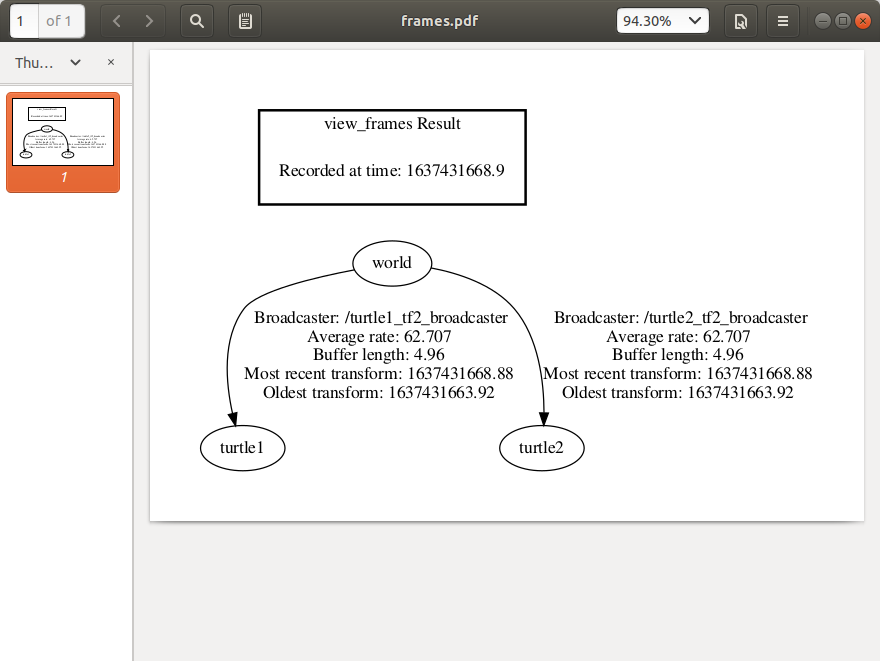 1 of 1
frames.pdf
94.30%
Thu...
1
view_frames Result
Recorded at time: 1637431668.9
world
Broadcaster: /turtle1_tf2_broadcaster
Average rate: 62.707
Buffer length: 4.96
Most recent transform: 1637431668.88
Oldest transform: 1637431663.92
Broadcaster: /turtle2_tf2_broadcaster
Average rate: 62.707
Buffer length: 4.96
Most recent transform: 1637431668.88
Oldest transform: 1637431663.92
turtle1
turtle2